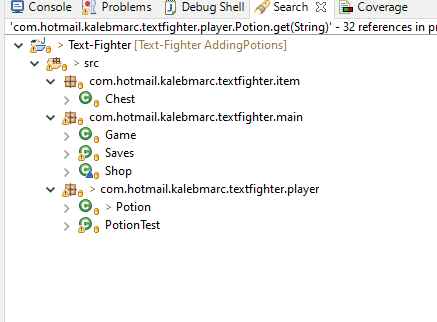 Console Problems Debug Shell Search Coverage
'com.hotmail.kalebmarc.textfighter.player.Potion.get(String)' - 32 references in pr
> Text-Fighter [Text-Fighter AddingPotions]
> src
com.hotmail.kalebmarc.textfighter.item
Chest
com.hotmail.kalebmarc.textfighter.main
Game
Saves
Shop
> com.hotmail.kalebmarc.textfighter.player
> Potion
PotionTest